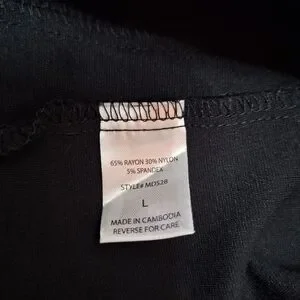 65% RAYON 30% NYLON
5% SPANDEX
STYLE# MD528
L
MADE IN CAMBODIA
REVERSE FOR CARE